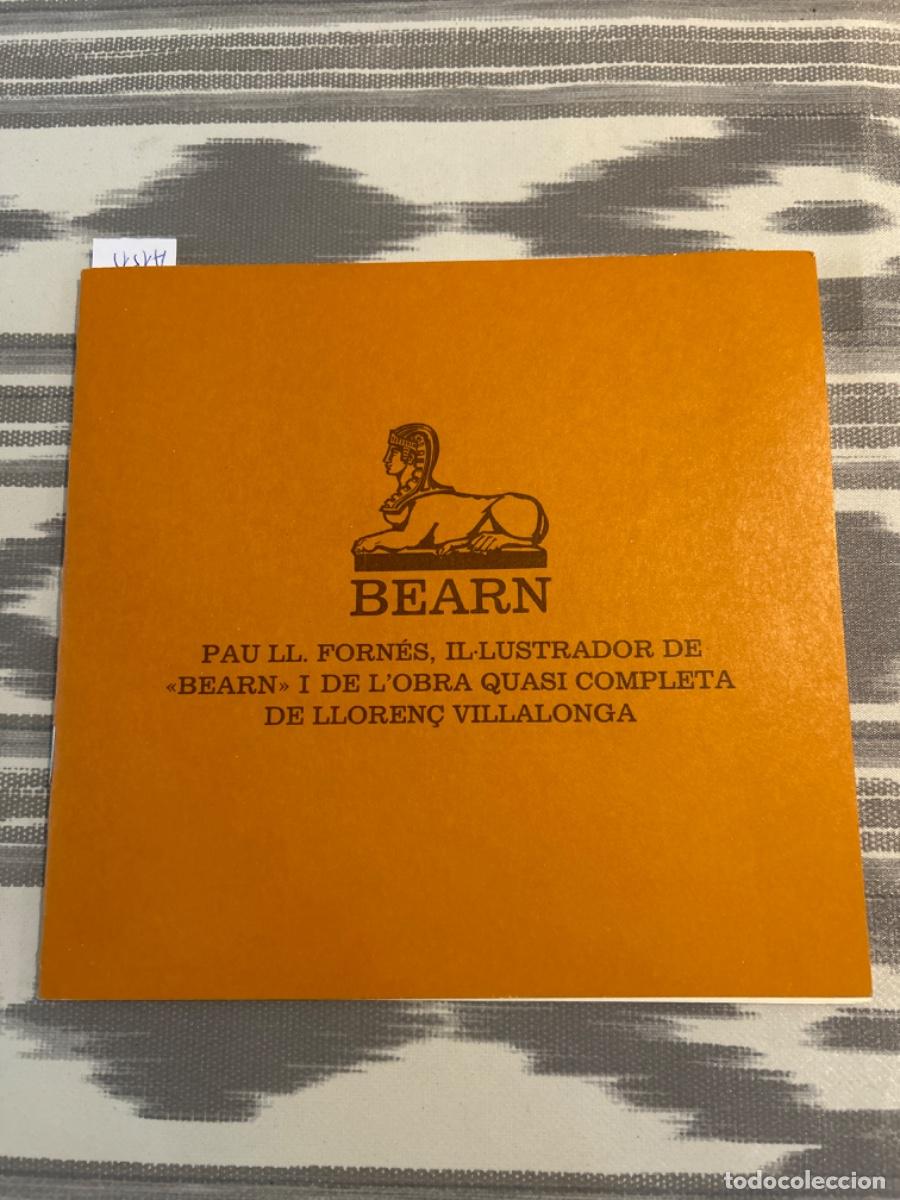 BEARN
PAU LL. FORNÉS, IL·LUSTRADOR DE
«BEARN» I DE L'OBRA QUASI COMPLETA
DE LLORENÇ VILLALONGA
todocoleccion